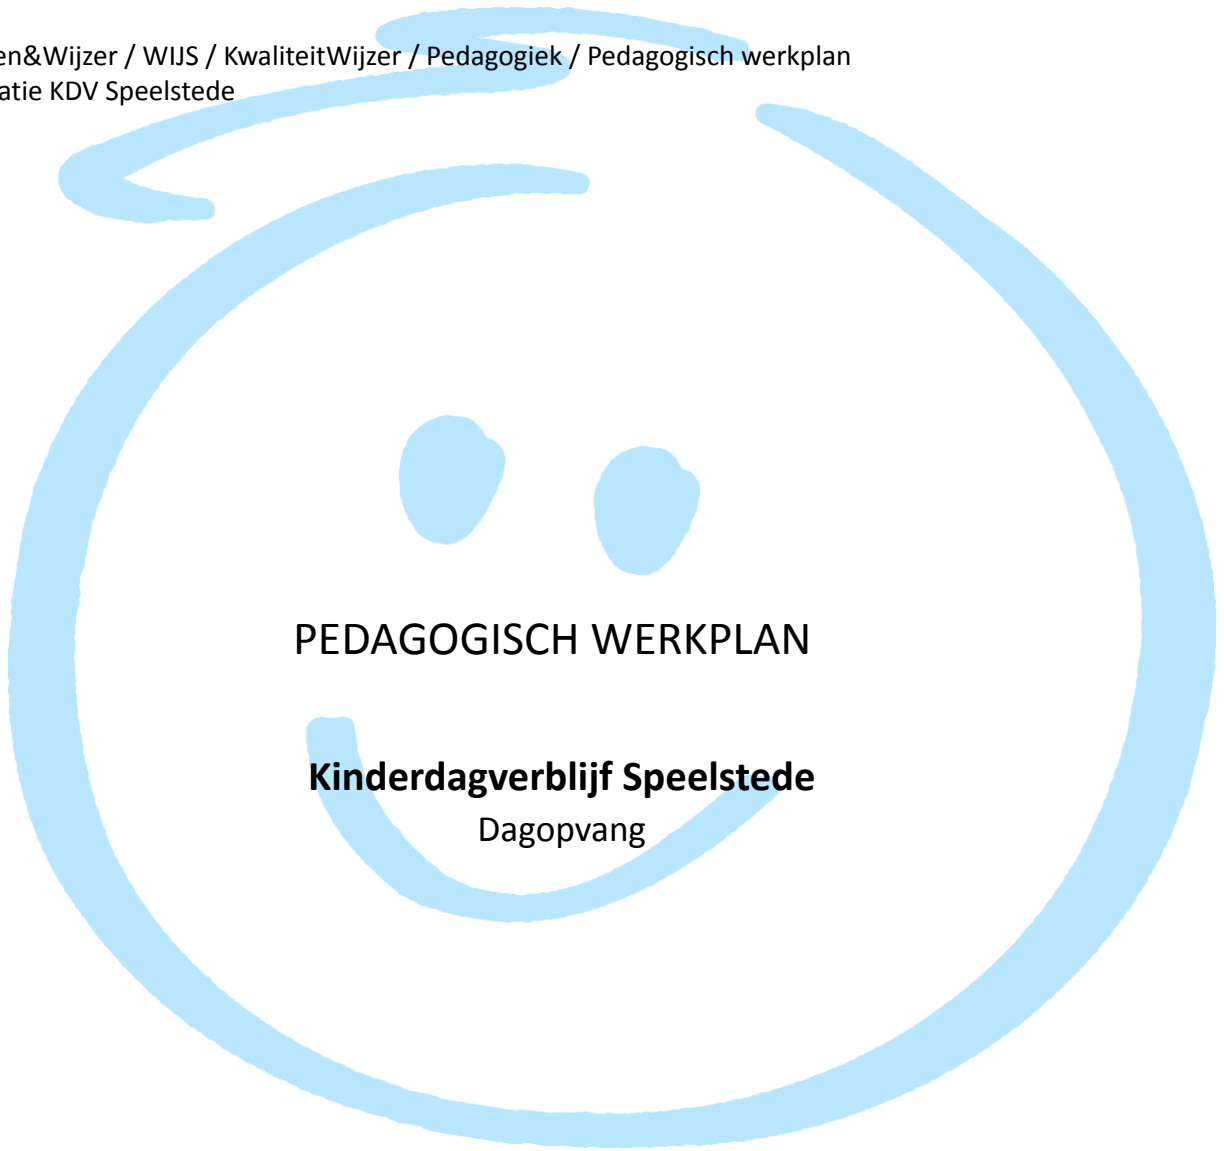 en&Wijzer / WIJS / KwaliteitWijzer / Pedagogiek / Pedagogisch werkplan
atie KDV Speelstede
PEDAGOGISCH WERKPLAN
Kinderdagverblijf Speelstede
Dagopvang